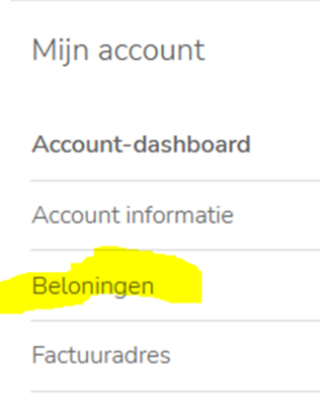 Mijn account
Account-dashboard
Account informatie
Beloningen
Factuuradres